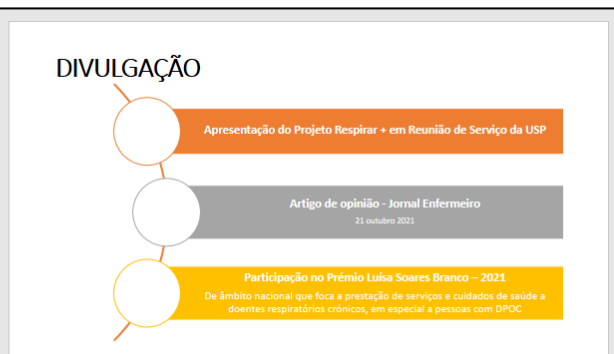 DIVULGAÇÃO
Apresentação do Projeto Respirar + em Reunião de Serviço da USP
Artigo de opinião - Jornal Enfermeiro
21 outubro 2021
Participação no Prémio Luísa Soares Branco – 2021
De âmbito nacional que foca a prestação de serviços e cuidados de saúde a
doentes respiratórios crónicos, em especial a pessoas com DPOC